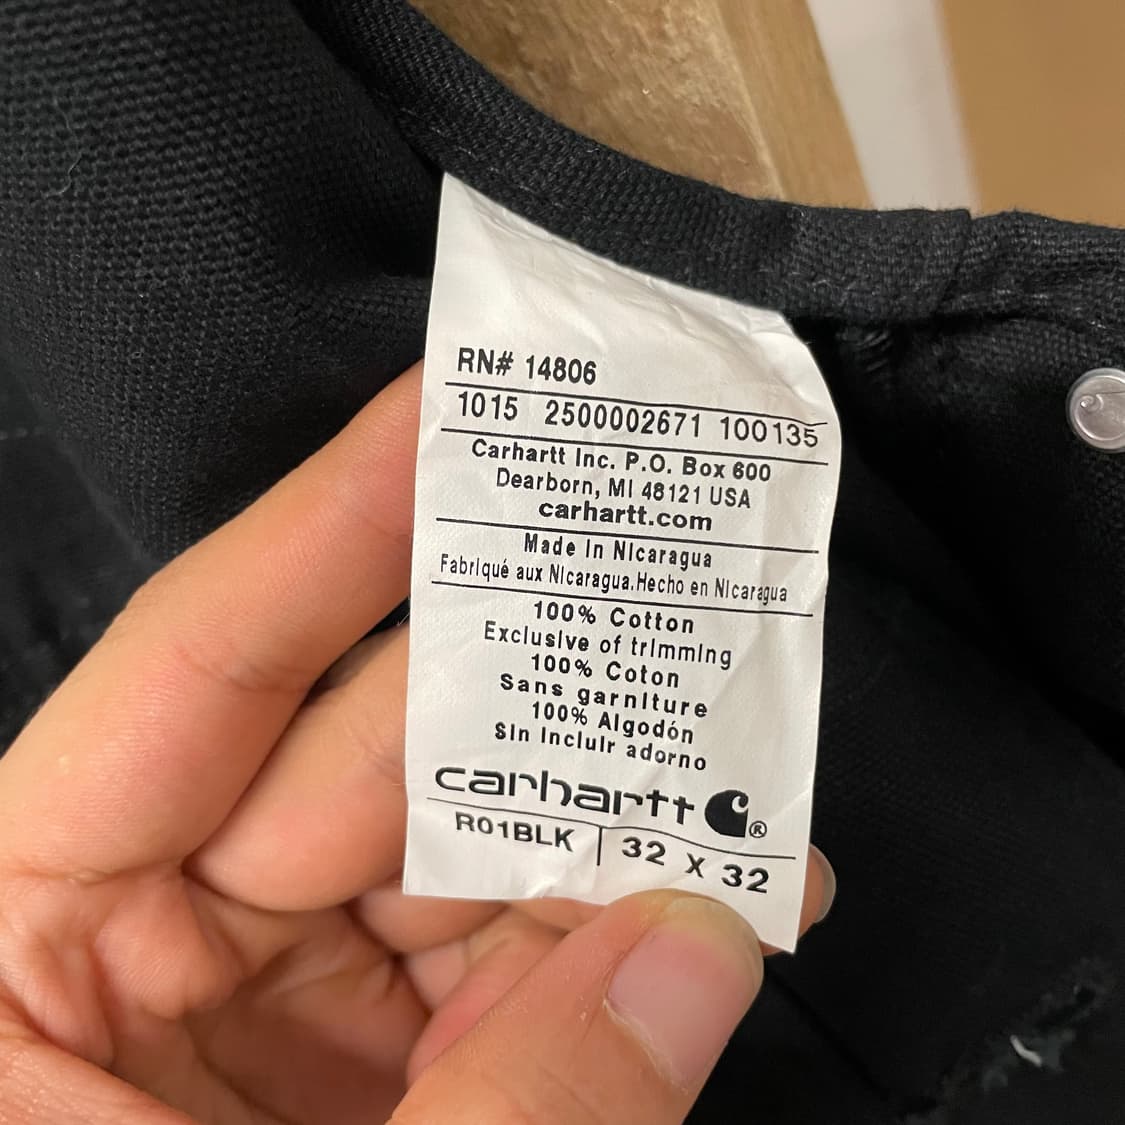 RN# 14806
1015 2500002671 100135
Carhartt Inc. P.O. Box 600
Dearborn, MI 48121 USA
carhartt.com
Made In Nicaragua
Fabriqué aux Nicaragua.Hecho en Nicaragua
100% Cotton
Exclusive of trimming
100% Coton
Sans garniture
100% Algodón
Sin Incluir adorno
carhartt ®
R01BLK | 32 X 32